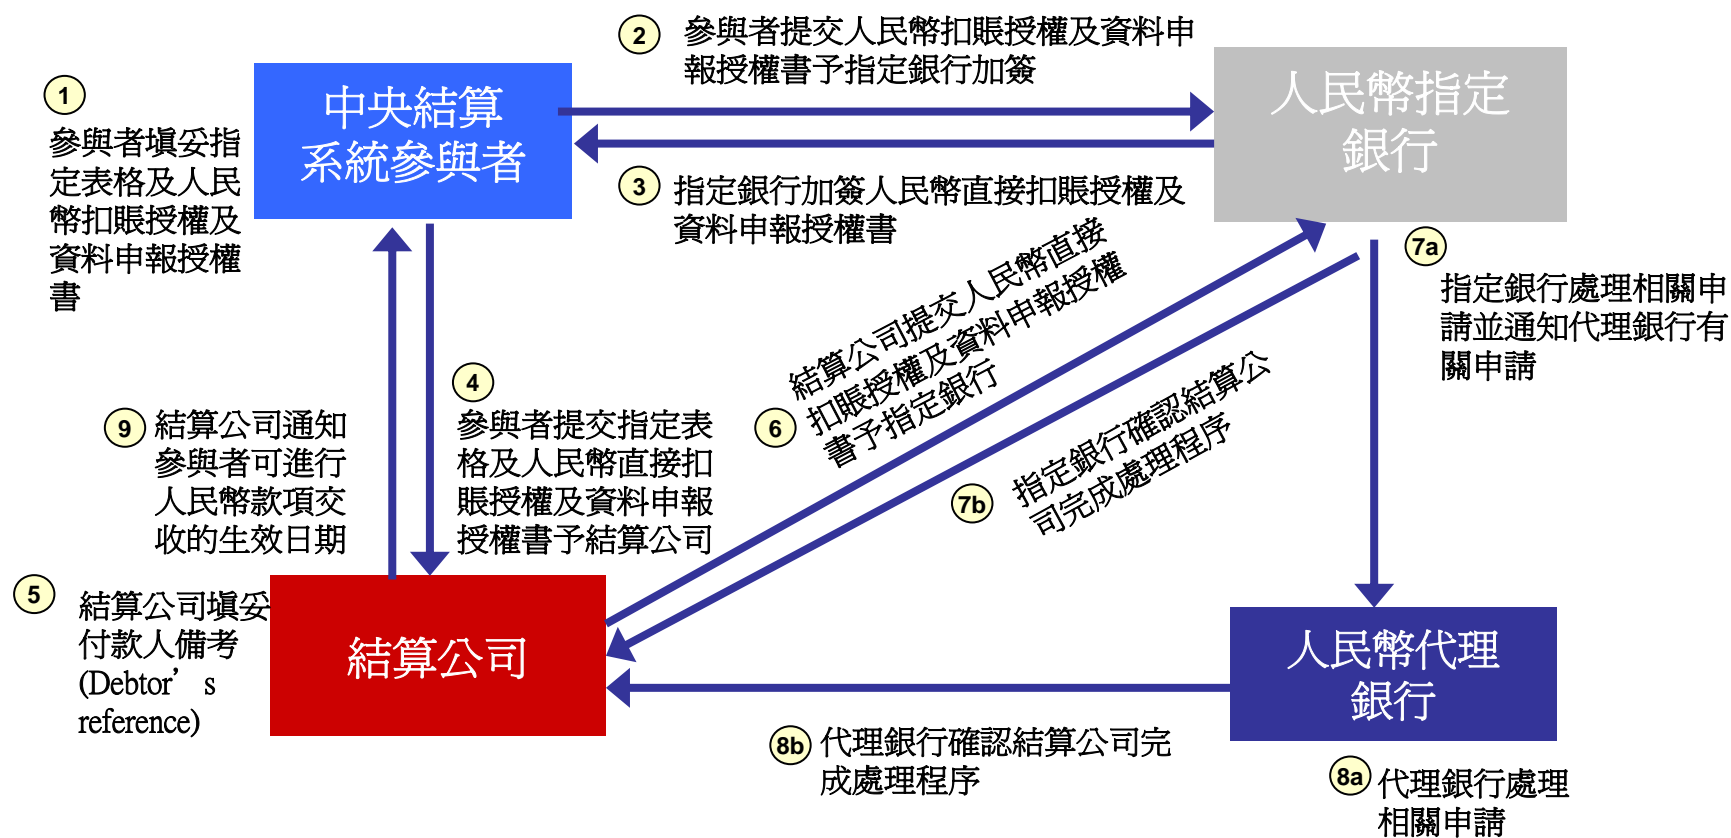 1
參與者填妥指
定表格及人民
幣扣賬授權及
資料申報授權
書
中央結算
系統參與者
2
參與者提交人民幣扣賬授權及資料申
報授權書予指定銀行加簽
人民幣指定
銀行
3
指定銀行加簽人民幣直接扣賬授權及
資料申報授權書
4
參與者提交指定表
格及人民幣直接扣
賬授權及資料申報
授權書予結算公司
5
結算公司填妥
付款人備考
(Debtor’s
reference)
結算公司
6
結算公司提交人民幣直接
扣賬授權及資料申報授權
書予指定銀行
7a
指定銀行處理相關申
請並通知代理銀行有
關申請
7b
指定銀行確認結算公
司完成處理程序
人民幣代理
銀行
8a
代理銀行處理
相關申請
8b
代理銀行確認結算公司完
成處理程序
9
結算公司通知
參與者可進行
人民幣款項交
收的生效日期